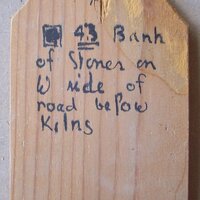 43 Bank
of Stones on
W side of
road below
Kilns